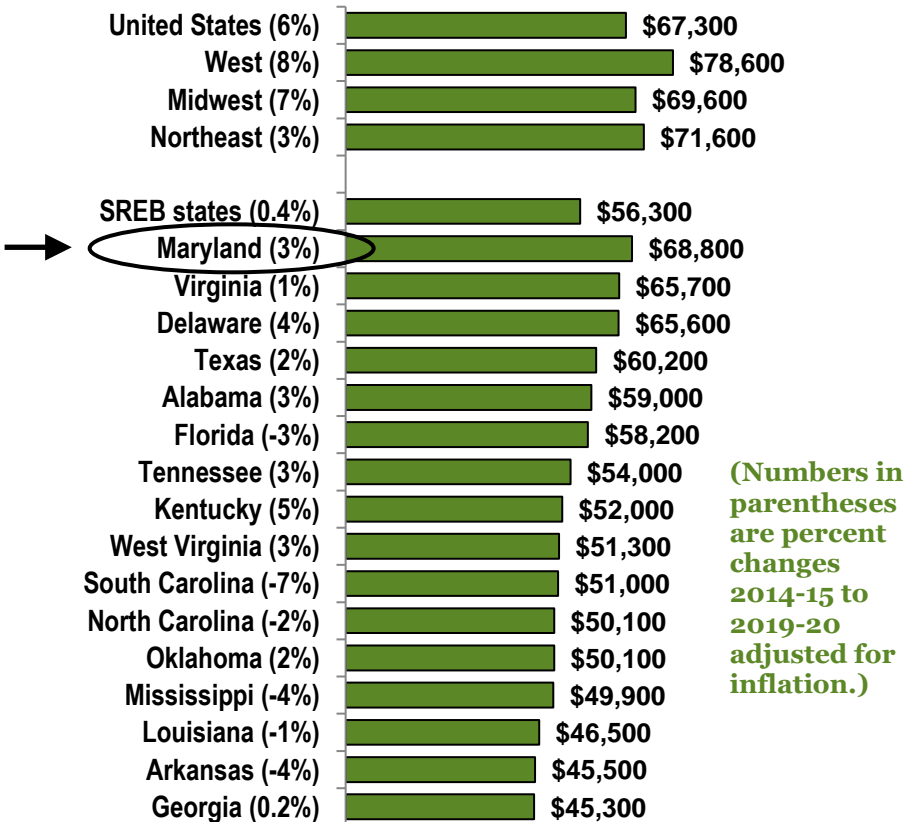 United States (6%) $67,300
West (8%) $78,600
Midwest (7%) $69,600
Northeast (3%) $71,600
SREB states (0.4%) $56,300
Maryland (3%) $68,800
Virginia (1%) $65,700
Delaware (4%) $65,600
Texas (2%) $60,200
Alabama (3%) $59,000
Florida (-3%) $58,200
Tennessee (3%) $54,000
Kentucky (5%) $52,000
West Virginia (3%) $51,300
South Carolina (-7%) $51,000
North Carolina (-2%) $50,100
Oklahoma (2%) $50,100
Mississippi (-4%) $49,900
Louisiana (-1%) $46,500
Arkansas (-4%) $45,500
Georgia (0.2%) $45,300
(Numbers in
parentheses
are percent
changes
2014-15 to
2019-20
adjusted for
inflation.)